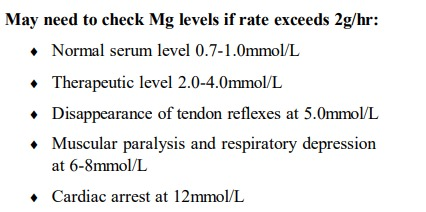 May need to check Mg levels if rate exceeds 2g/hr:
♦ Normal serum level 0.7-1.0mmol/L
♦ Therapeutic level 2.0-4.0mmol/L
♦ Disappearance of tendon reflexes at 5.0mmol/L
♦ Muscular paralysis and respiratory depression
at 6-8mmol/L
♦ Cardiac arrest at 12mmol/L